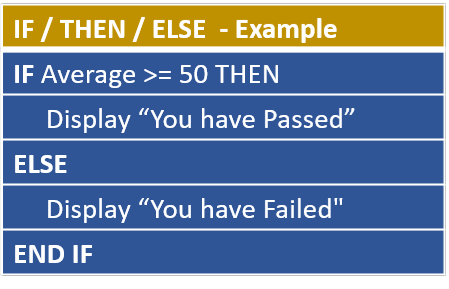 IF / THEN / ELSE  - Example
IF Average >= 50 THEN
Display “You have Passed”
ELSE
Display “You have Failed"
END IF